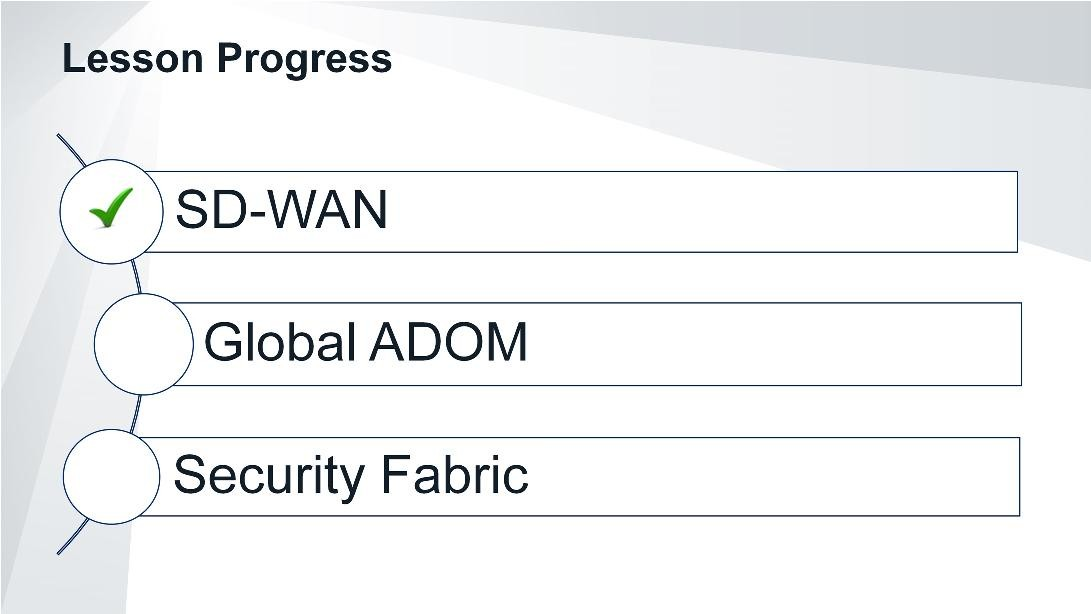 Lesson Progress
SD-WAN
Global ADOM
Security Fabric